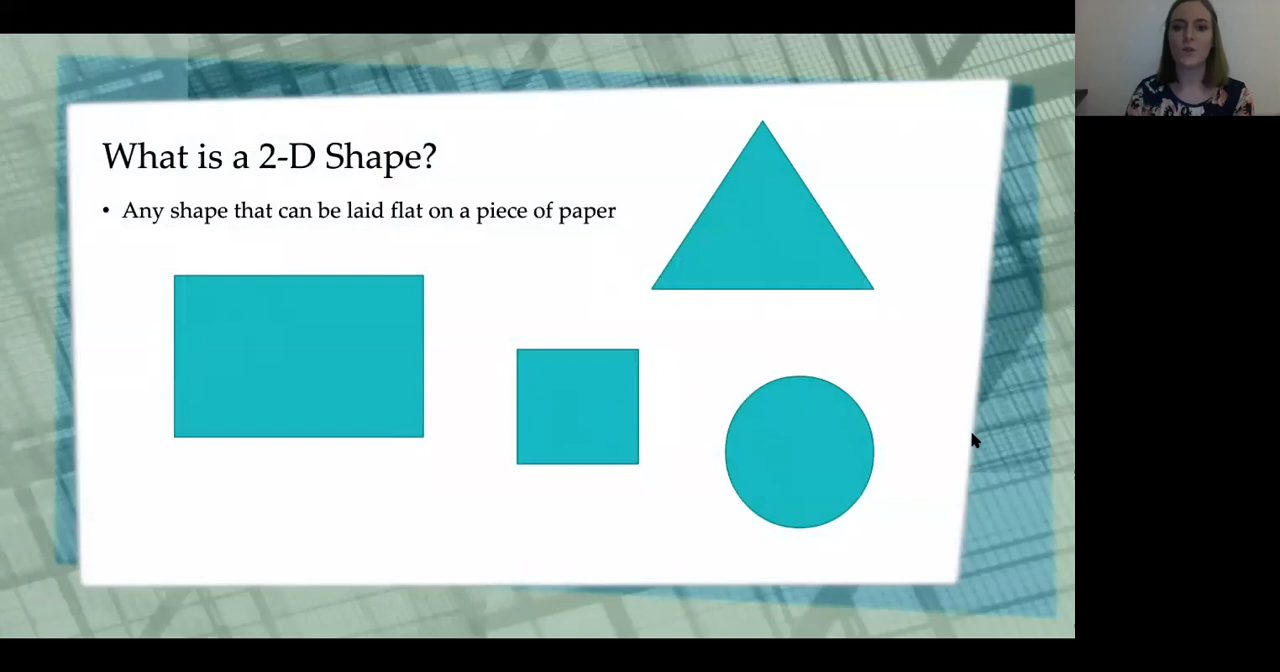 What is a 2-D Shape?
• Any shape that can be laid flat on a piece of paper